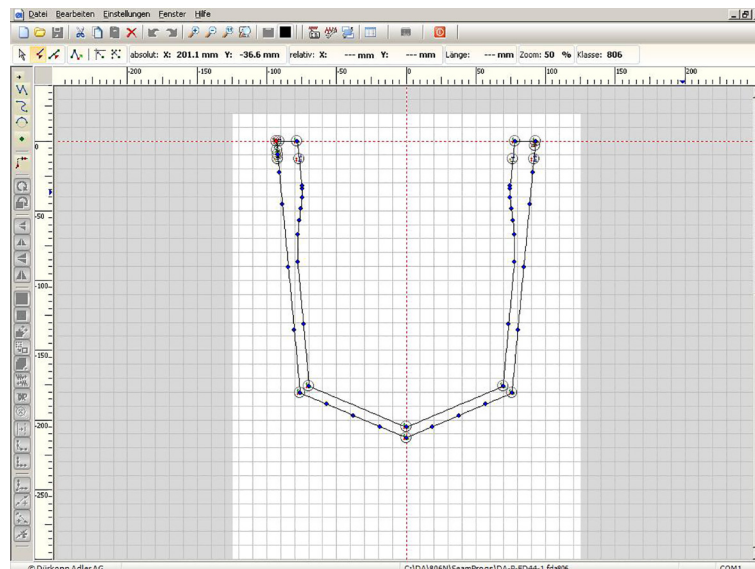 Datei Bearbeiten Einstellungen Fenster Hilfe
absolut: X: 201.1 mm Y: -36.6 mm relativ: X: --- mm Y: --- mm Länge: --- mm Zoom: 50 % Klasse: 806
-200 -150 -100 -50 0 50 100 150 200
0
-50
-100
-150
-200
-250
© Dürkopp Adler AG COM1